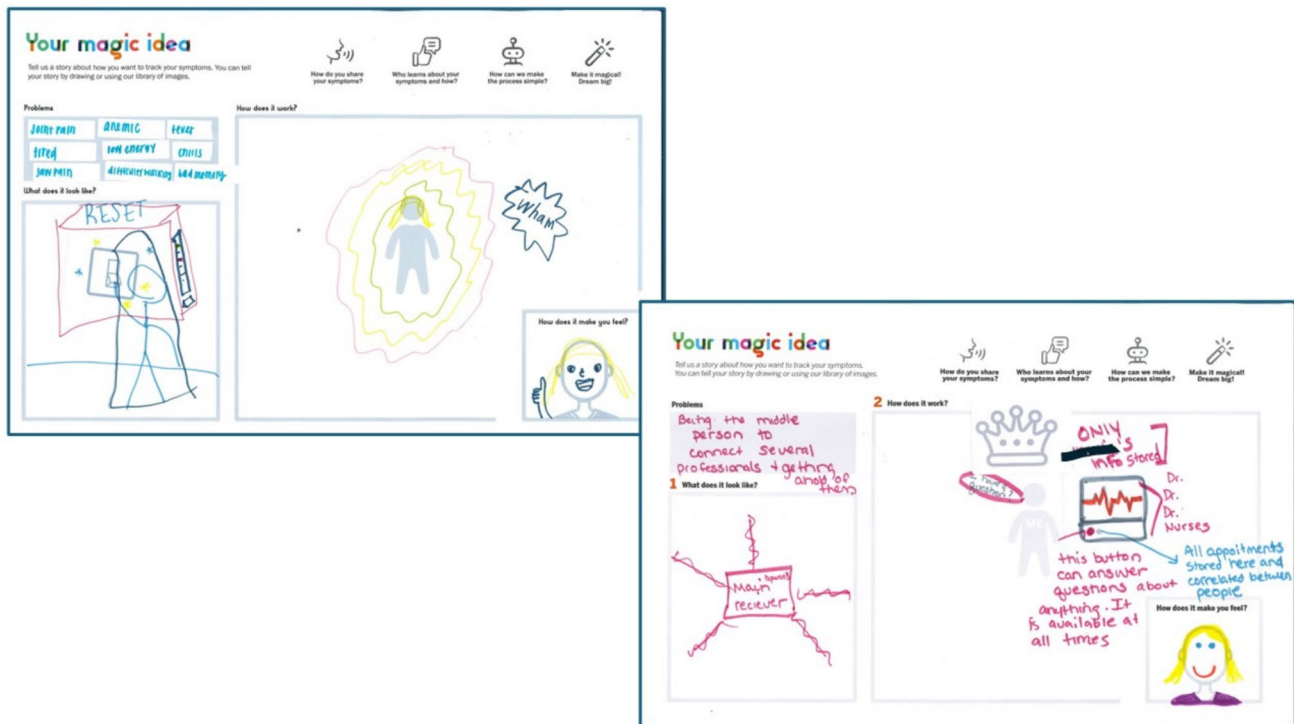 Your magic idea
Tell us a story about how you want to track your symptoms. You can tell
your story by drawing or using our library of images.
How do you share
your symptoms?
Who learns about your
symptoms and how?
How can we make
the process simple?
Make it magical!
Dream big!
Problems
Joint pain
anemic
fever
tired
low energy
chills
jaw pain
difficulty walking
bad memory
What does it look like?
RESET
How does it work?
Wham
How does it make you feel?
Your magic idea
Tell us a story about how you want to track your symptoms.
You can tell your story by drawing or using our library of images.
How do you share
your symptoms?
Who learns about your
symptoms and how?
How can we make
the process simple?
Make it magical!
Dream big!
Problems
Being the middle
person to
connect several
professionals + getting
ahold of
them
1 What does it look like?
Main
reciever
2 How does it work?
ONLY
's
info stored
I have a
question?
ME
Dr.
Dr.
Dr.
Nurses
this button
can answer
questions about
anything. It
is available at
all times
All appoitments
stored here and
correlated between
people
How does it make you feel?